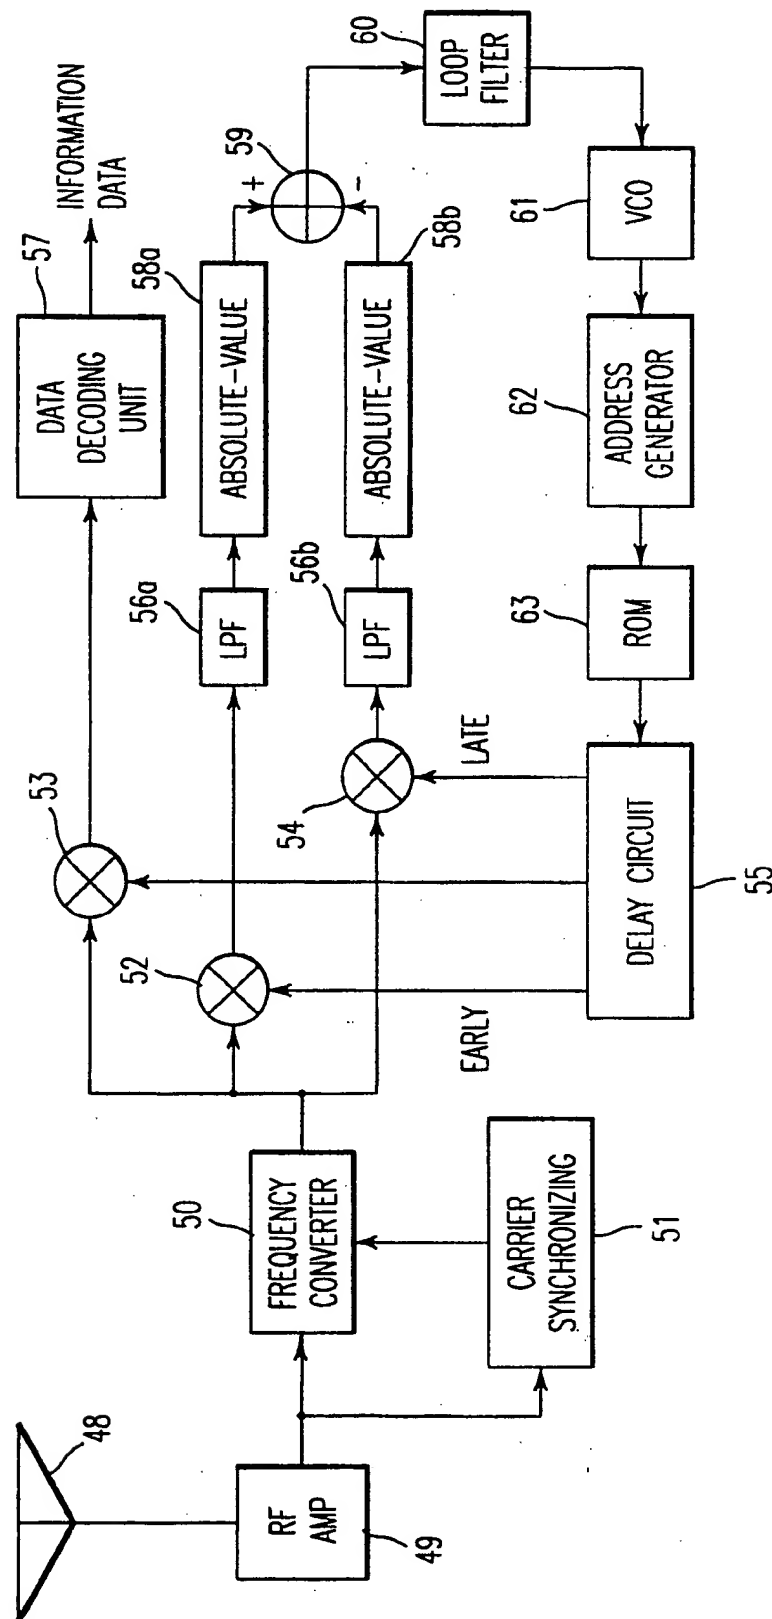 48
RF
AMP
49
FREQUENCY
CONVERTER
50
CARRIER
SYNCHRONIZING
51
52
53
54
EARLY
LATE
DELAY CIRCUIT
55
LPF
56a
LPF
56b
DATA
DECODING
UNIT
57
INFORMATION
DATA
ABSOLUTE-VALUE
58a
ABSOLUTE-VALUE
58b
+
-
59
LOOP
FILTER
60
VCO
61
ADDRESS
GENERATOR
62
ROM
63